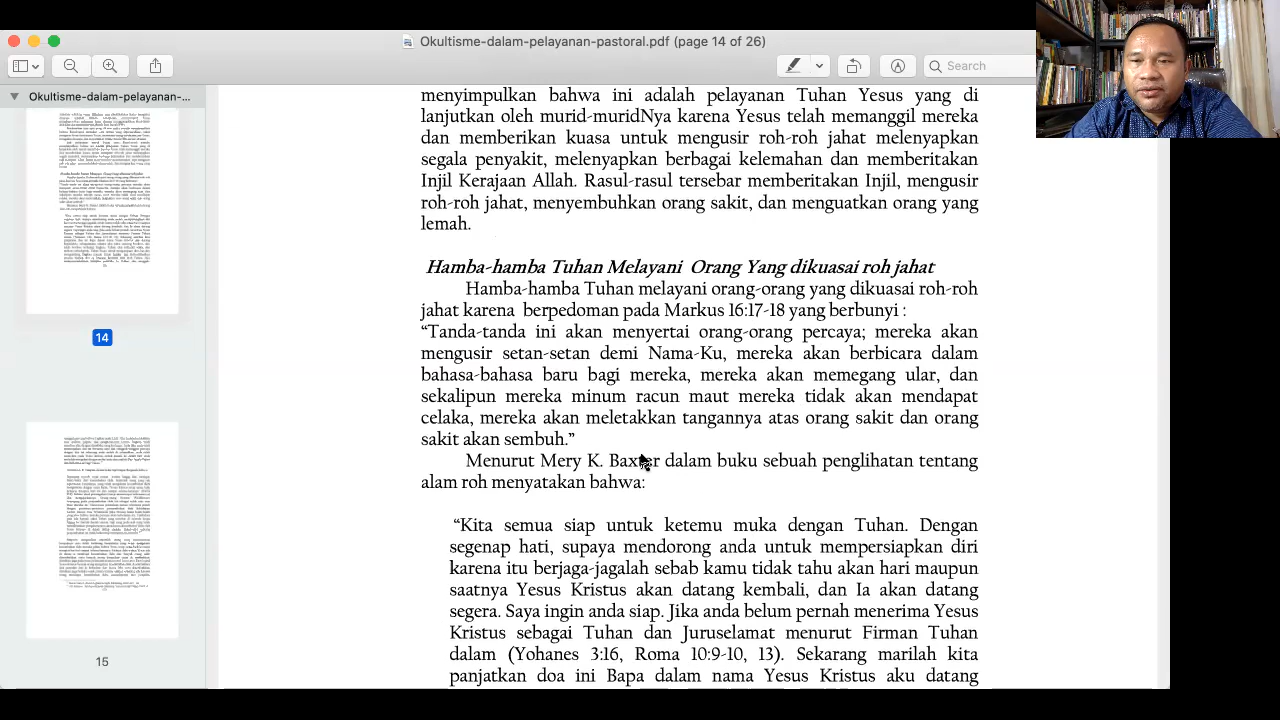 Okultisme-dalam-pelayanan-pastoral.pdf (page 14 of 26)
Search
Okultisme-dalam-pelayanan-...
14
15
menyimpulkan bahwa ini adalah pelayanan Tuhan Yesus yang di
lanjutkan oleh murid-muridNya karena Yesus telah memanggil mereka
dan memberikan kuasa untuk mengusir roh-roh jahat melenyapkan
segala penyakit, melenyapkan berbagai kelemahan dan memberitakan
Injil Kerajaan Allah. Rasul-rasul tersebar memberitakan Injil, mengusir
roh-roh jahat, menyembuhkan orang sakit, dan menguatkan orang yang
lemah.
Hamba-hamba Tuhan Melayani Orang Yang dikuasai roh jahat
Hamba-hamba Tuhan melayani orang-orang yang dikuasai roh-roh
jahat karena berpedoman pada Markus 16:17-18 yang berbunyi :
“Tanda-tanda ini akan menyertai orang-orang percaya; mereka akan
mengusir setan-setan demi Nama-Ku, mereka akan berbicara dalam
bahasa-bahasa baru bagi mereka, mereka akan memegang ular, dan
sekalipun mereka minum racun maut mereka tidak akan mendapat
celaka, mereka akan meletakkan tangannya atas orang sakit dan orang
sakit akan sembuh.”
Menurut Mery K. Baxter dalam buku sebuah penglihatan tentang
alam roh menyatakan bahwa:
“Kita semua siap untuk ketemu muka dengan Tuhan. Dengan
segenap hati, supaya mendorong anda untuk mempersiapkan diri
karena itu berjaga-jagalah sebab kamu tidak tahu akan hari maupun
saatnya Yesus Kristus akan datang kembali, dan Ia akan datang
segera. Saya ingin anda siap. Jika anda belum pernah menerima Yesus
Kristus sebagai Tuhan dan Juruselamat menurut Firman Tuhan
dalam (Yohanes 3:16, Roma 10:9-10, 13). Sekarang marilah kita
panjatkan doa ini Bapa dalam nama Yesus Kristus aku datang